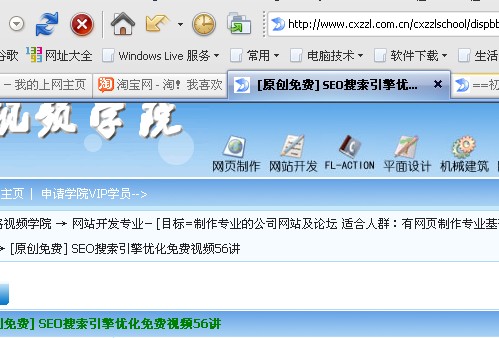 http://www.cxzzl.com.cn/cxzzlschool/dispbb
谷歌 网址大全 Windows Live 服务 常用 电脑技术 软件下载 生活
- 我的上网主页 淘宝网 - 淘！我喜欢 [原创免费] SEO搜索引擎优... ==初
视频学院
网页制作 网站开发 FL-ACTION 平面设计 机械建筑
主页 | 申请学院VIP学员-->
视频学院 → 网站开发专业－ [目标=制作专业的公司网站及论坛 适合人群：有网页制作专业基
→ [原创免费] SEO搜索引擎优化免费视频56讲
创免费] SEO搜索引擎优化免费视频56讲